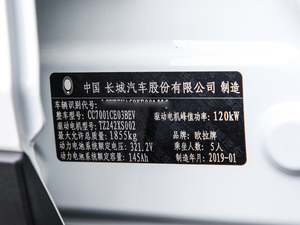 中国 长城汽车股份有限公司 制造
车辆识别代号:
整车型号: CC7001CE03BEV
驱动电机峰值功率: 120kW
驱动电机型号: TZ242XS002
最大允许总质量: 1855kg
品牌: 欧拉牌
动力电池系统额定电压: 321.2V
乘坐人数: 5人
动力电池系统额定容量: 145Ah
制造年月: 2019-01